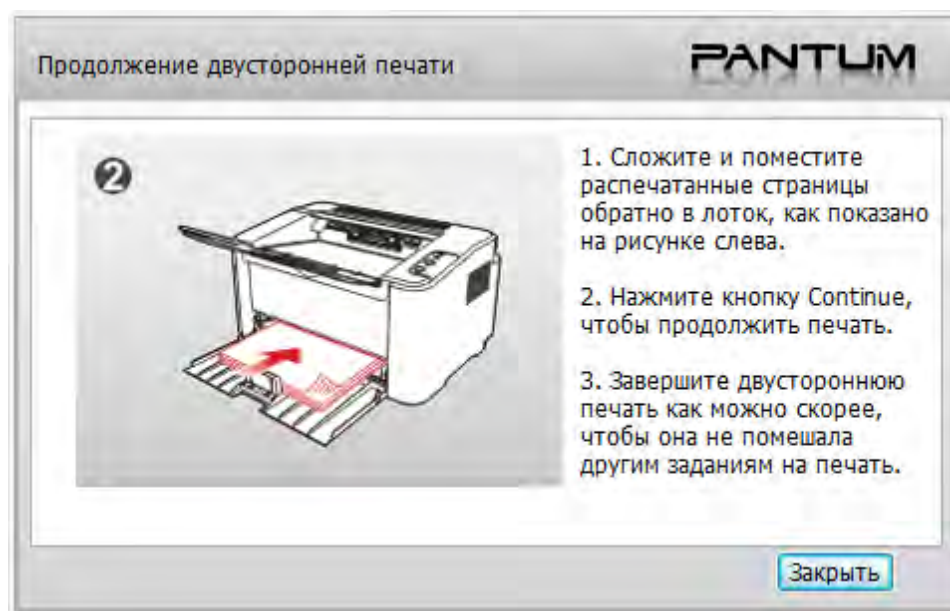 Продолжение двусторонней печати
PANTUM
2
1. Сложите и поместите
распечатанные страницы
обратно в лоток, как показано
на рисунке слева.
2. Нажмите кнопку Continue,
чтобы продолжить печать.
3. Завершите двустороннюю
печать как можно скорее,
чтобы она не помешала
другим заданиям на печать.
Закрыть